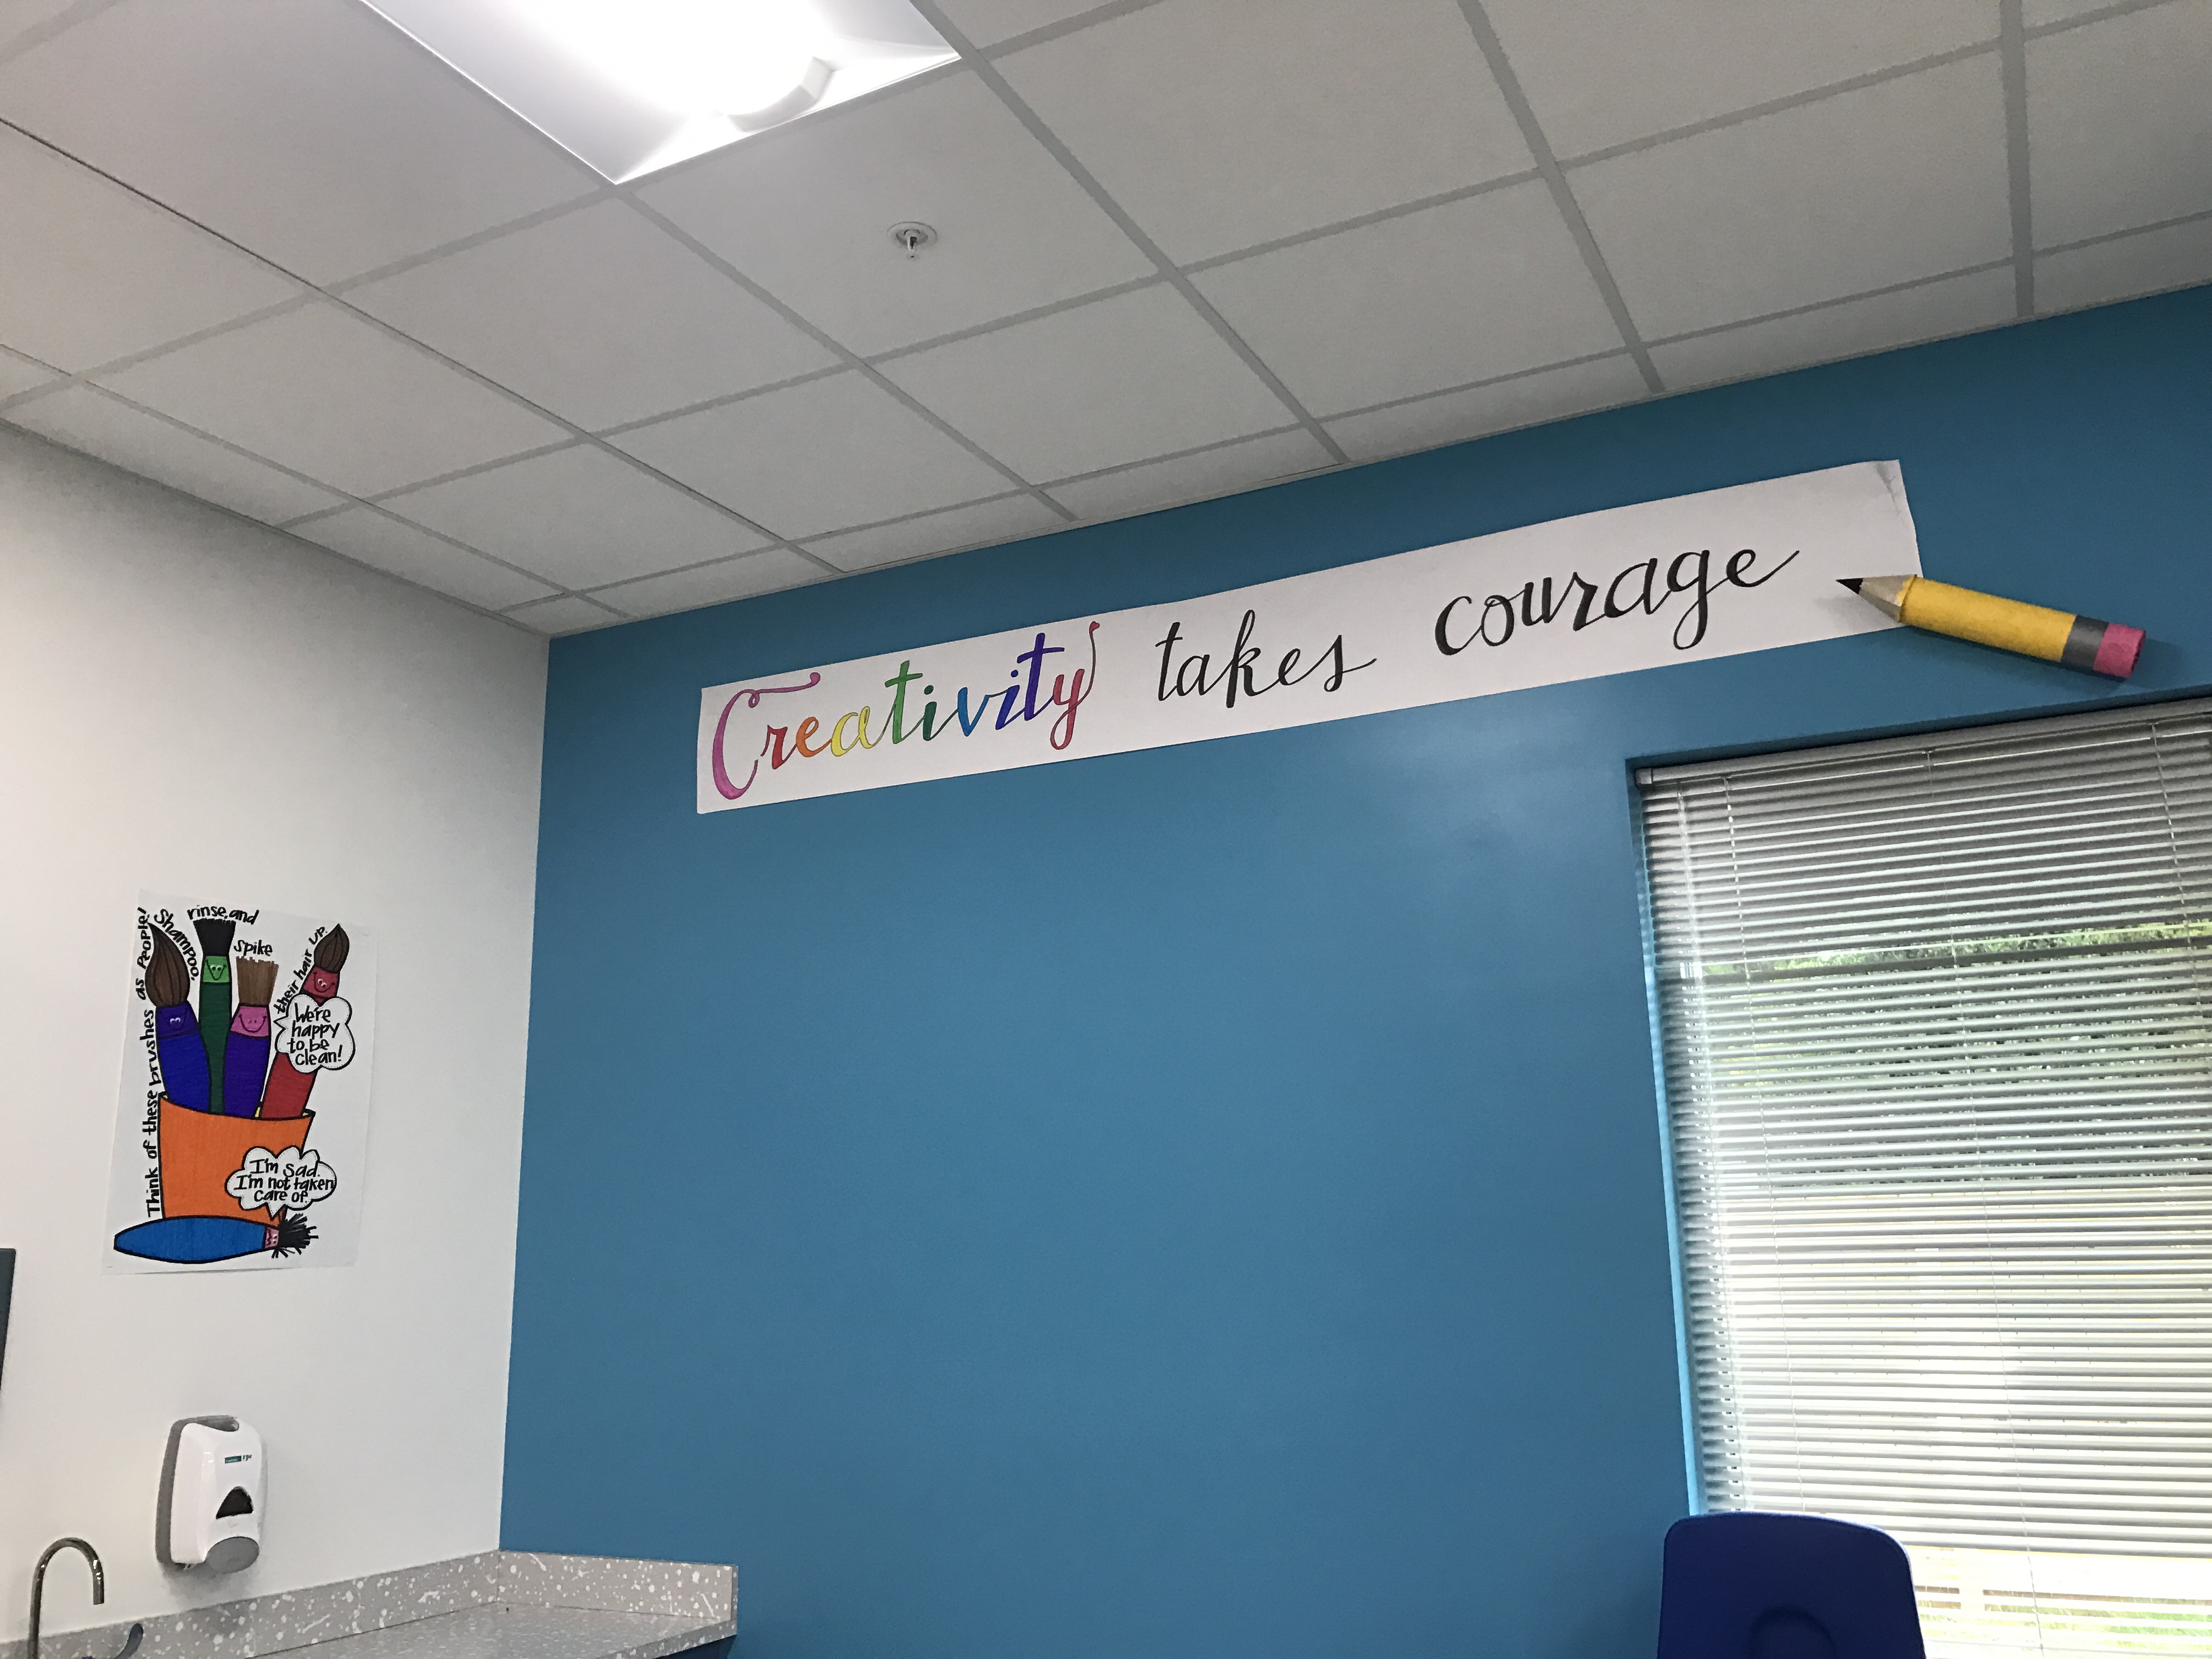 Creativity takes courage
Think of these brushes as people!
Shampoo,
rinse, and
spike
their hair up.
We're
happy
to be
clean!
I'm sad.
I'm not taken
care of.